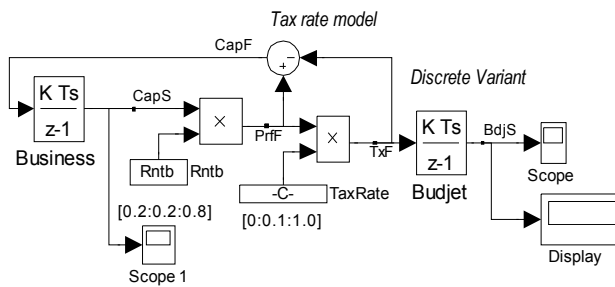 Tax rate model
CapF
Discrete Variant
K Ts
z-1
Business
CapS
×
PrfF
Rntb
Rntb
×
TxF
-C-
TaxRate
K Ts
z-1
Budjet
BdjS
Scope
[0.2:0.2:0.8]
[0:0.1:1.0]
Scope 1
Display